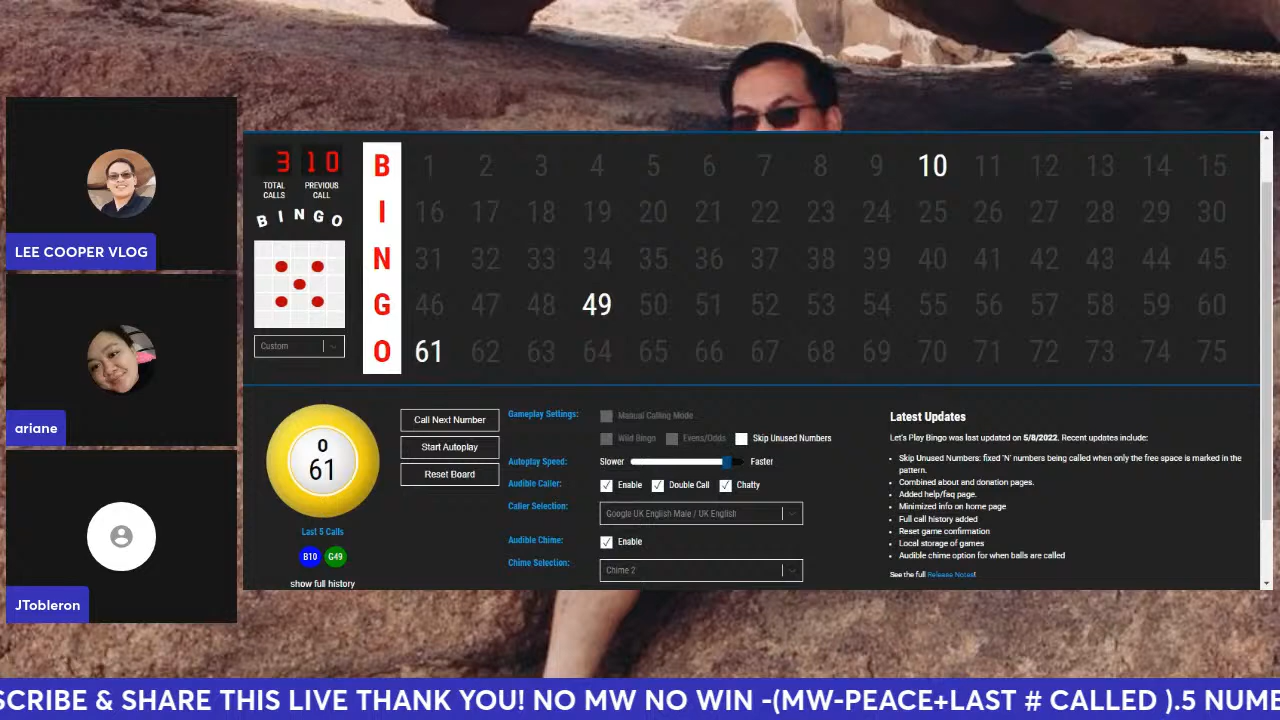 LEE COOPER VLOG
ariane
JTobleron
3 10
TOTAL CALLS
PREVIOUS CALL
BINGO
Custom
B 1 2 3 4 5 6 7 8 9 10 11 12 13 14 15
I 16 17 18 19 20 21 22 23 24 25 26 27 28 29 30
N 31 32 33 34 35 36 37 38 39 40 41 42 43 44 45
G 46 47 48 49 50 51 52 53 54 55 56 57 58 59 60
O 61 62 63 64 65 66 67 68 69 70 71 72 73 74 75
O
61
Last 5 Calls
B10 G49
show full history
Call Next Number
Start Autoplay
Reset Board
Gameplay Settings:
Manual Calling Mode
Wild Bingo Evens/Odds Skip Unused Numbers
Autoplay Speed: Slower Faster
Audible Caller: Enable Double Call Chatty
Caller Selection: Google UK English Male / UK English
Audible Chime: Enable
Chime Selection: Chime 2
Latest Updates
Let's Play Bingo was last updated on 5/8/2022. Recent updates include:
Skip Unused Numbers: fixed 'N' numbers being called when only the free space is marked in the
pattern.
Combined about and donation pages.
Added help/faq page.
Minimized info on home page
Full call history added
Reset game confirmation
Local storage of games
Audible chime option for when balls are called
See the full Release Notes!
SCRIBE & SHARE THIS LIVE THANK YOU! NO MW NO WIN -(MW-PEACE+LAST # CALLED ).5 NUME